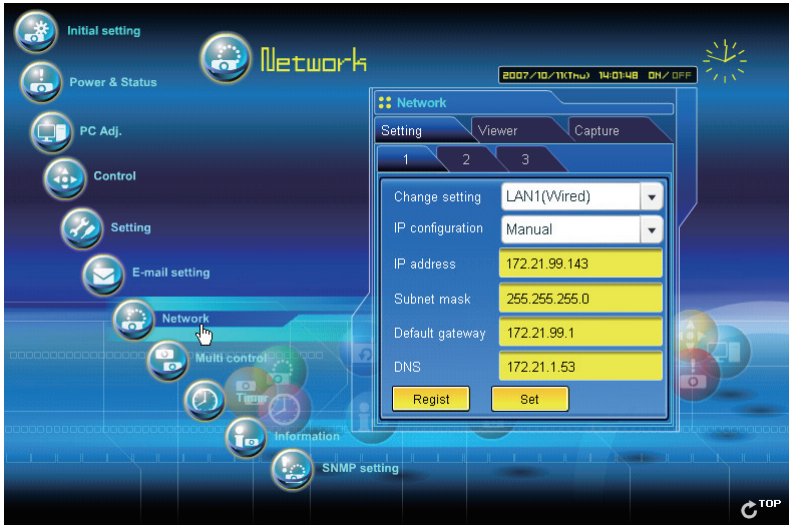 Initial setting
Power & Status
PC Adj.
Control
Setting
E-mail setting
Network
Multi control
Timer
Information
SNMP setting
Network
2007/10/11(Thu) 14:01:48 ON/OFF
Network
Setting Viewer Capture
1 2 3
Change setting LAN1(Wired)
IP configuration Manual
IP address 172.21.99.143
Subnet mask 255.255.255.0
Default gateway 172.21.99.1
DNS 172.21.1.53
Regist Set
TOP